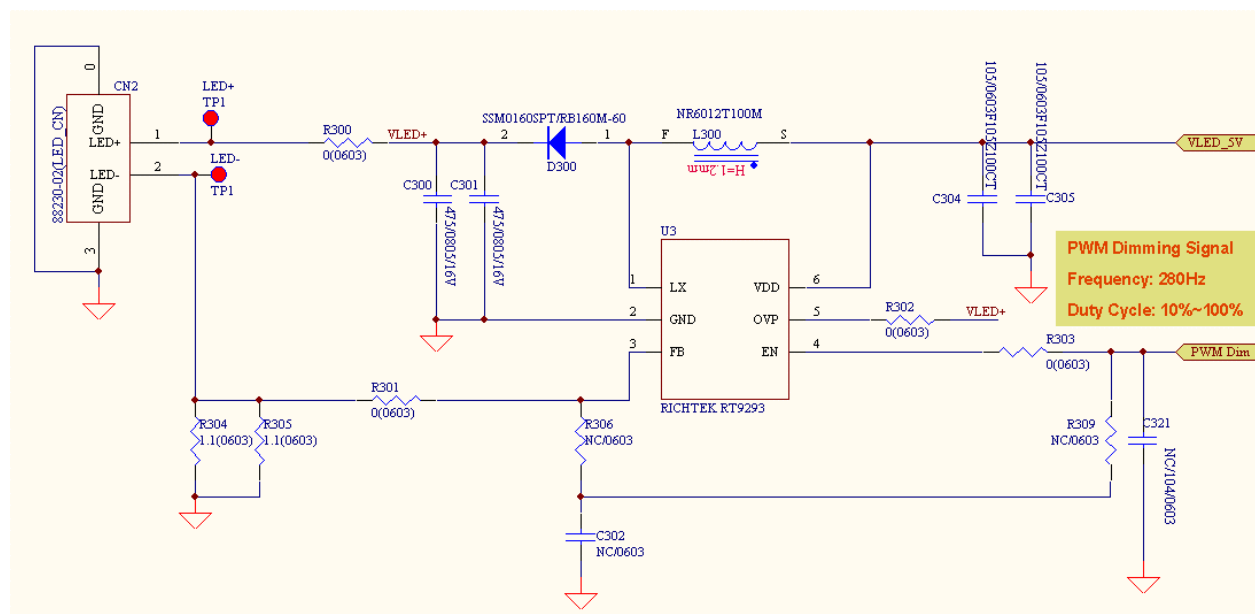 CN2
88230-02(LED_CN)
0
GND
LED+
LED-
GND
1
2
3
LED+
TP1
LED-
TP1
R300
0(0603)
VLED+
C300
475/0805/16V
C301
475/0805/16V
SSM0160SPT/RB160M-60
2
1
D300
NR6012T100M
F
L300
S
H=1.2mm
105/0603F105Z100CT
105/0603F105Z100CT
C304
C305
VLED_5V
PWM Dimming Signal
Frequency: 280Hz
Duty Cycle: 10%~100%
U3
1
LX
VDD
6
2
GND
OVP
5
3
FB
EN
4
RICHTEK RT9293
R302
0(0603)
VLED+
R303
0(0603)
PWM Dim
R301
0(0603)
R304
1.1(0603)
R305
1.1(0603)
R306
NC/0603
R309
NC/0603
C321
NC/104/0603
C302
NC/0603